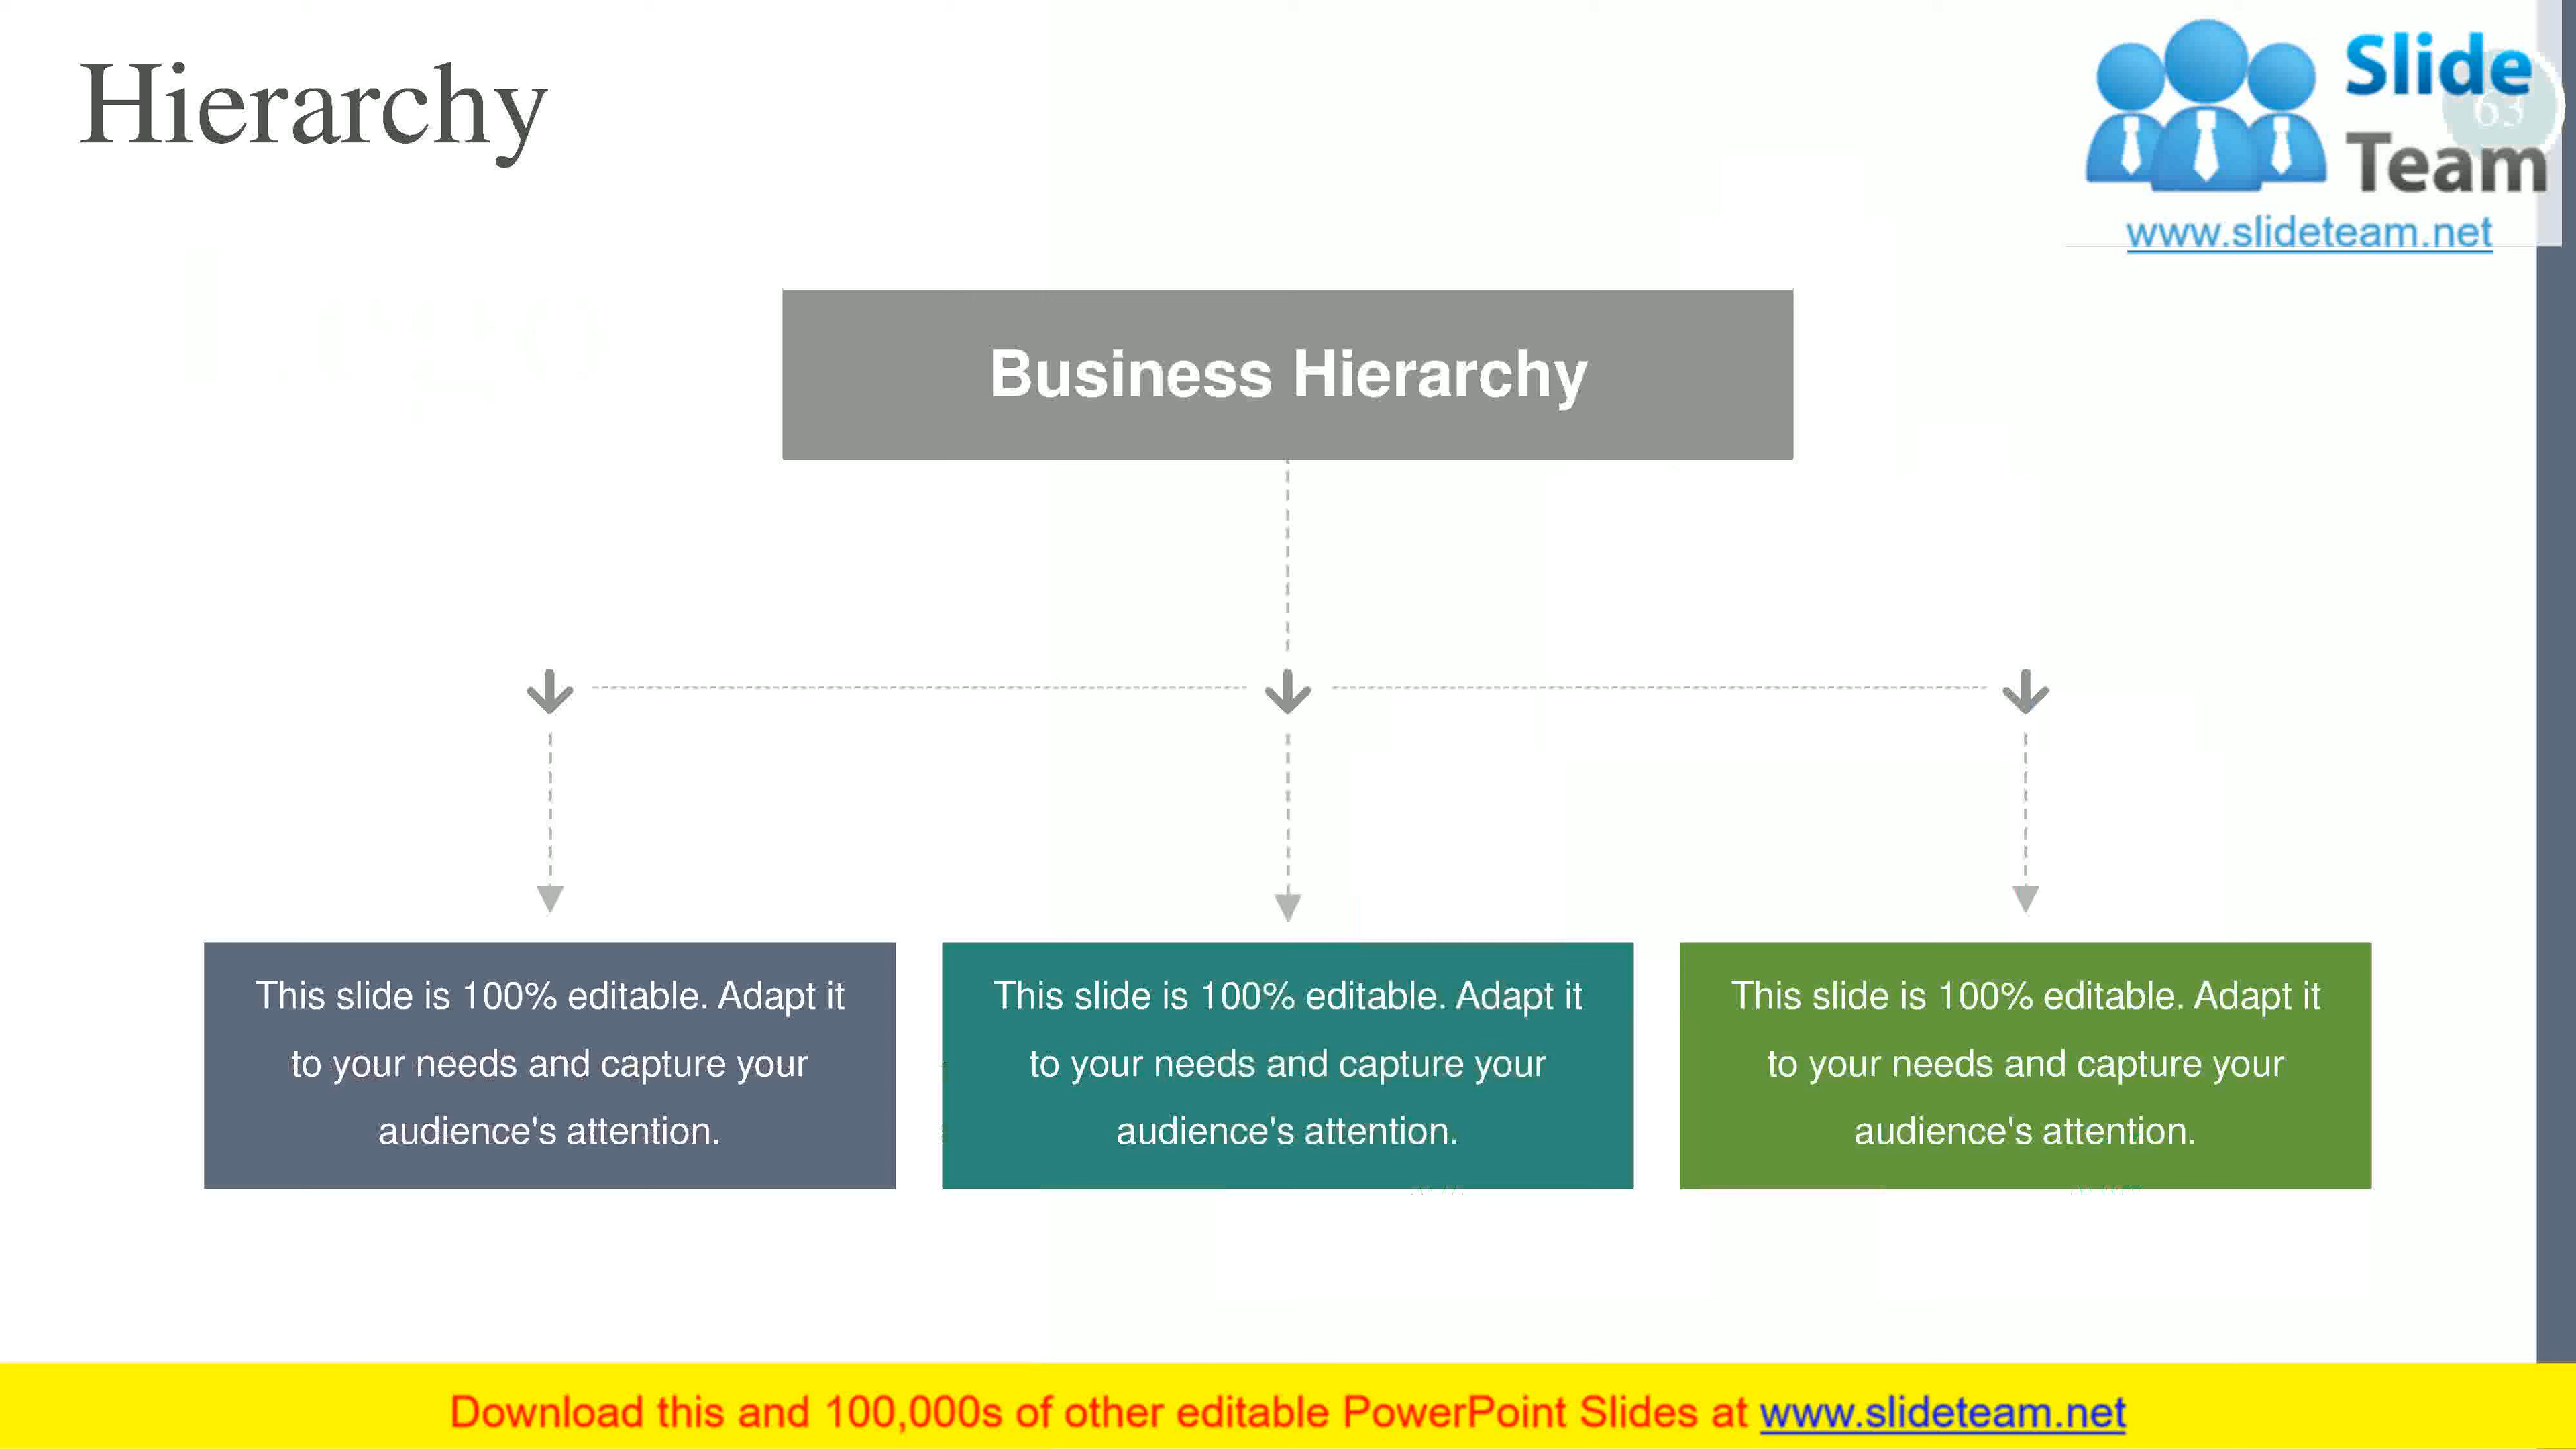 Hierarchy
Slide
63
Team
www.slideteam.net
Business Hierarchy
This slide is 100% editable. Adapt it
to your needs and capture your
audience's attention.
This slide is 100% editable. Adapt it
to your needs and capture your
audience's attention.
This slide is 100% editable. Adapt it
to your needs and capture your
audience's attention.
Download this and 100,000s of other editable PowerPoint Slides at www.slideteam.net